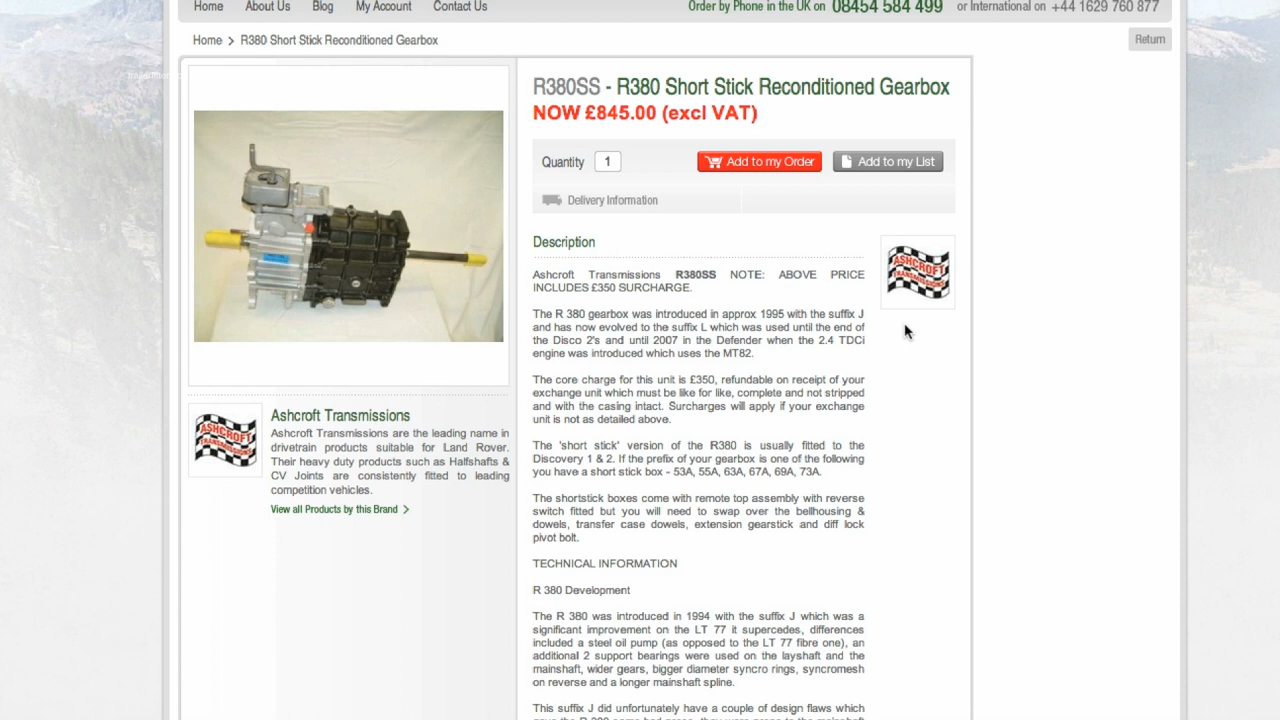 Home About Us Blog My Account Contact Us Order by Phone in the UK on 08454 584 499 or International on +44 1629 760 877
Home > R380 Short Stick Reconditioned Gearbox
Return
R380SS - R380 Short Stick Reconditioned Gearbox
NOW £845.00 (excl VAT)
Quantity 1 Add to my Order Add to my List
Delivery Information
Description
Ashcroft Transmissions R380SS NOTE: ABOVE PRICE
INCLUDES £350 SURCHARGE.
The R 380 gearbox was introduced in approx 1995 with the suffix J
and has now evolved to the suffix L which was used until the end of
the Disco 2's and until 2007 in the Defender when the 2.4 TDCi
engine was introduced which uses the MT82.
The core charge for this unit is £350, refundable on receipt of your
exchange unit which must be like for like, complete and not stripped
and with the casing intact. Surcharges will apply if your exchange
unit is not as detailed above.
The 'short stick' version of the R380 is usually fitted to the
Discovery 1 & 2. If the prefix of your gearbox is one of the following
you have a short stick box - 53A, 55A, 63A, 67A, 69A, 73A.
The shortstick boxes come with remote top assembly with reverse
switch fitted but you will need to swap over the bellhousing &
dowels, transfer case dowels, extension gearstick and diff lock
pivot bolt.
TECHNICAL INFORMATION
R 380 Development
The R 380 was introduced in 1994 with the suffix J which was a
significant improvement on the LT 77 it supercedes, differences
included a steel oil pump (as opposed to the LT 77 fibre one), an
additional 2 support bearings were used on the layshaft and the
mainshaft, wider gears, bigger diameter syncro rings, syncromesh
on reverse and a longer mainshaft spline.
This suffix J did unfortunately have a couple of design flaws which
ASHCROFT
TRANSMISSIONS
ASHCROFT
TRANSMISSIONS
Ashcroft Transmissions
Ashcroft Transmissions are the leading name in
drivetrain products suitable for Land Rover.
Their heavy duty products such as Halfshafts &
CV Joints are consistently fitted to leading
competition vehicles.
View all Products by this Brand >